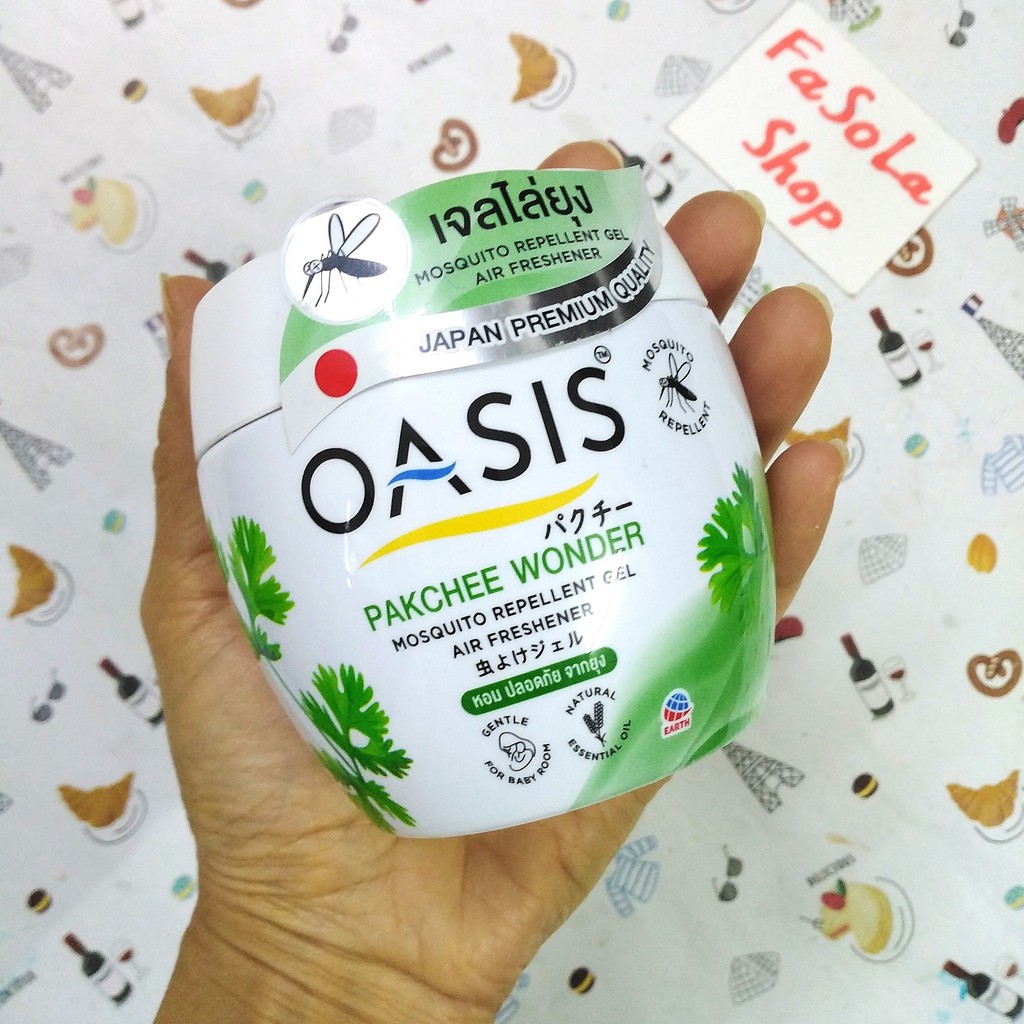 FaSoLa
Shop
เจลไล่ยุง
MOSQUITO REPELLENT GEL
AIR FRESHENER
JAPAN PREMIUM QUALITY
OASIS™
MOSQUITO
REPELLENT
パクチー
PAKCHEE WONDER
MOSQUITO REPELLENT GEL
AIR FRESHENER
虫よけジェル
หอม ปลอดภัย จากยุง
GENTLE
FOR BABY ROOM
NATURAL
ESSENTIAL OIL
EARTH
DELICIOUS